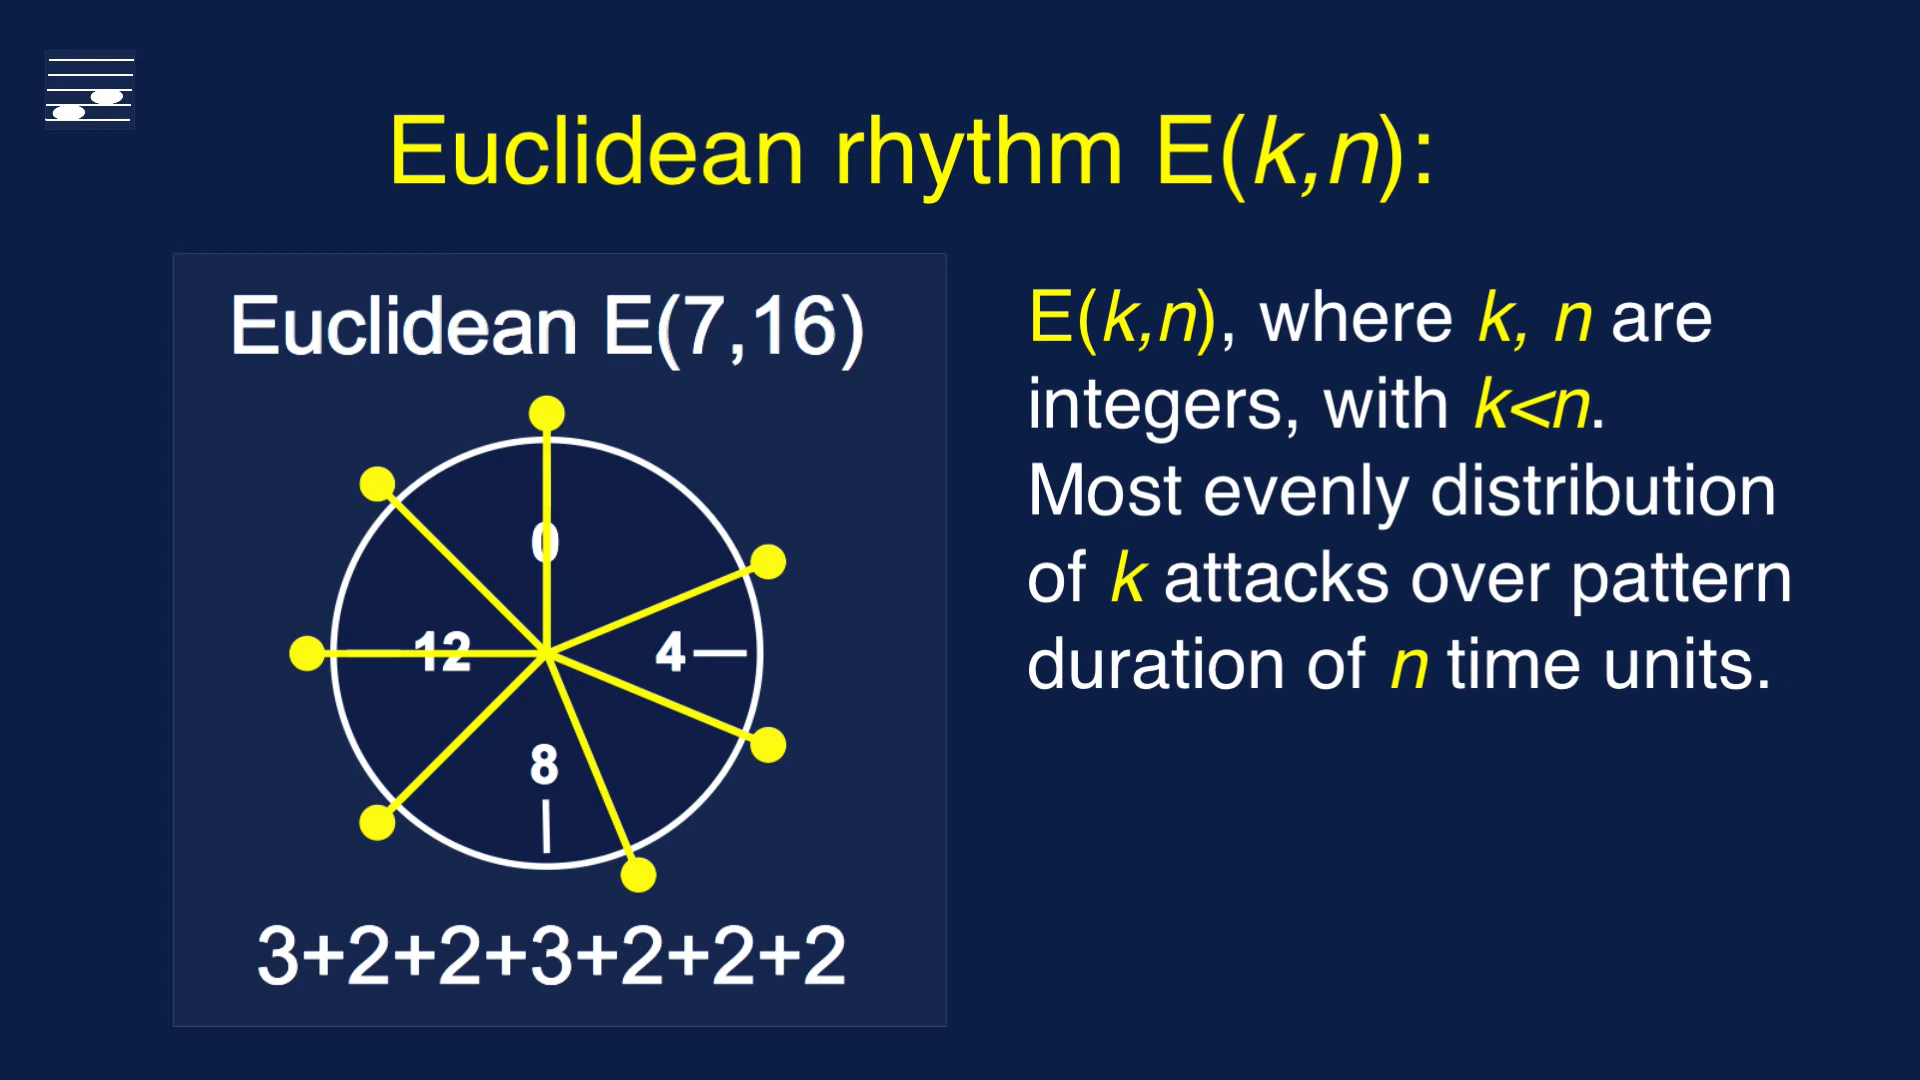 Euclidean rhythm E(k,n):
Euclidean E(7,16)
0
12
4
8
3+2+2+3+2+2+2
E(k,n), where k, n are
integers, with k<n.
Most evenly distribution
of k attacks over pattern
duration of n time units.